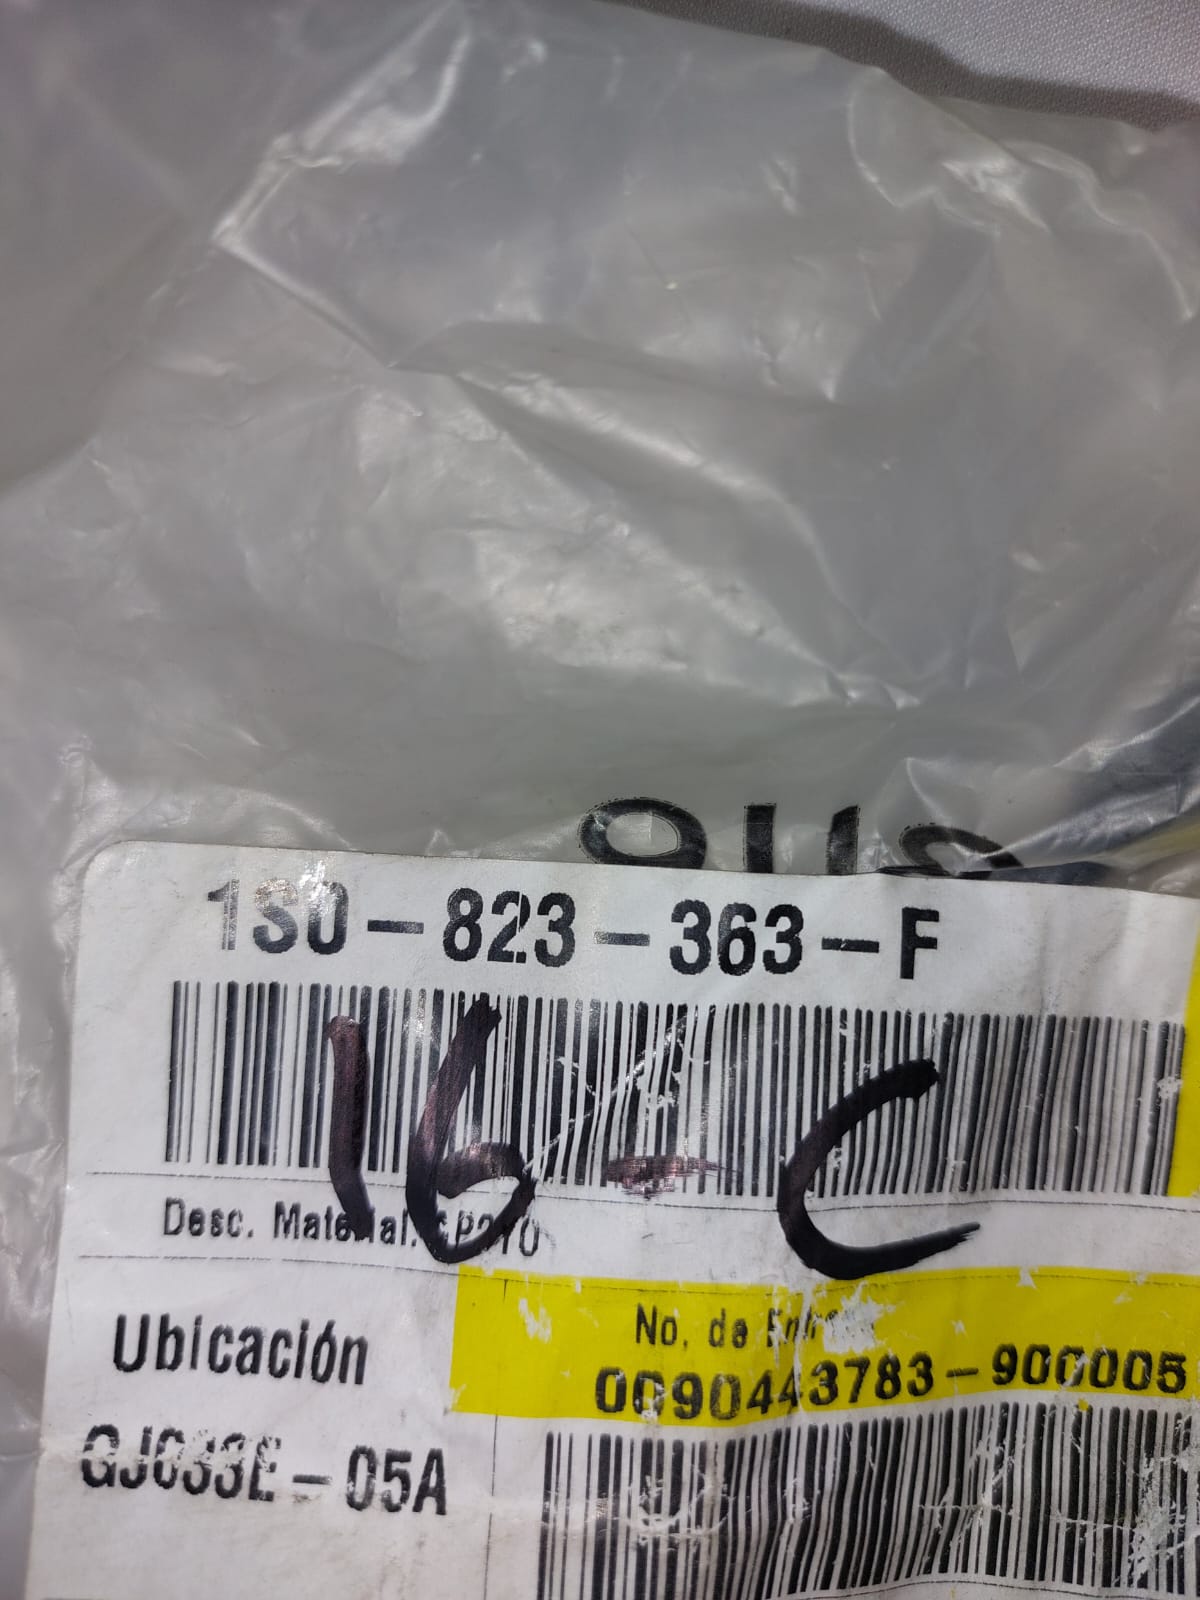 1S0-823-363-F
16 - C
Desc. Material:
Ubicación
No. de
0090443783-900005
GJ033E-05A